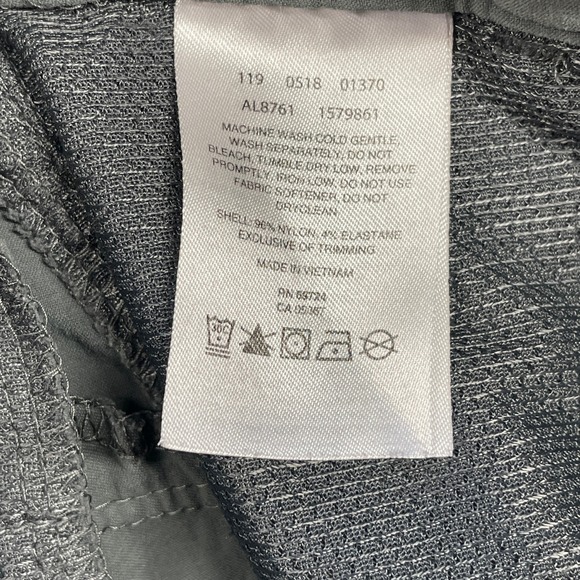 119 0518 01370
AL8761 1579861
MACHINE WASH COLD GENTLE,
WASH SEPARATELY, DO NOT
BLEACH, TUMBLE DRY LOW, REMOVE
PROMPTLY, IRON LOW. DO NOT USE
FABRIC SOFTENER, DO NOT
DRYCLEAN.
SHELL: 96% NYLON, 4% ELASTANE
EXCLUSIVE OF TRIMMING
MADE IN VIETNAM
RN 69724
CA 05367
30°